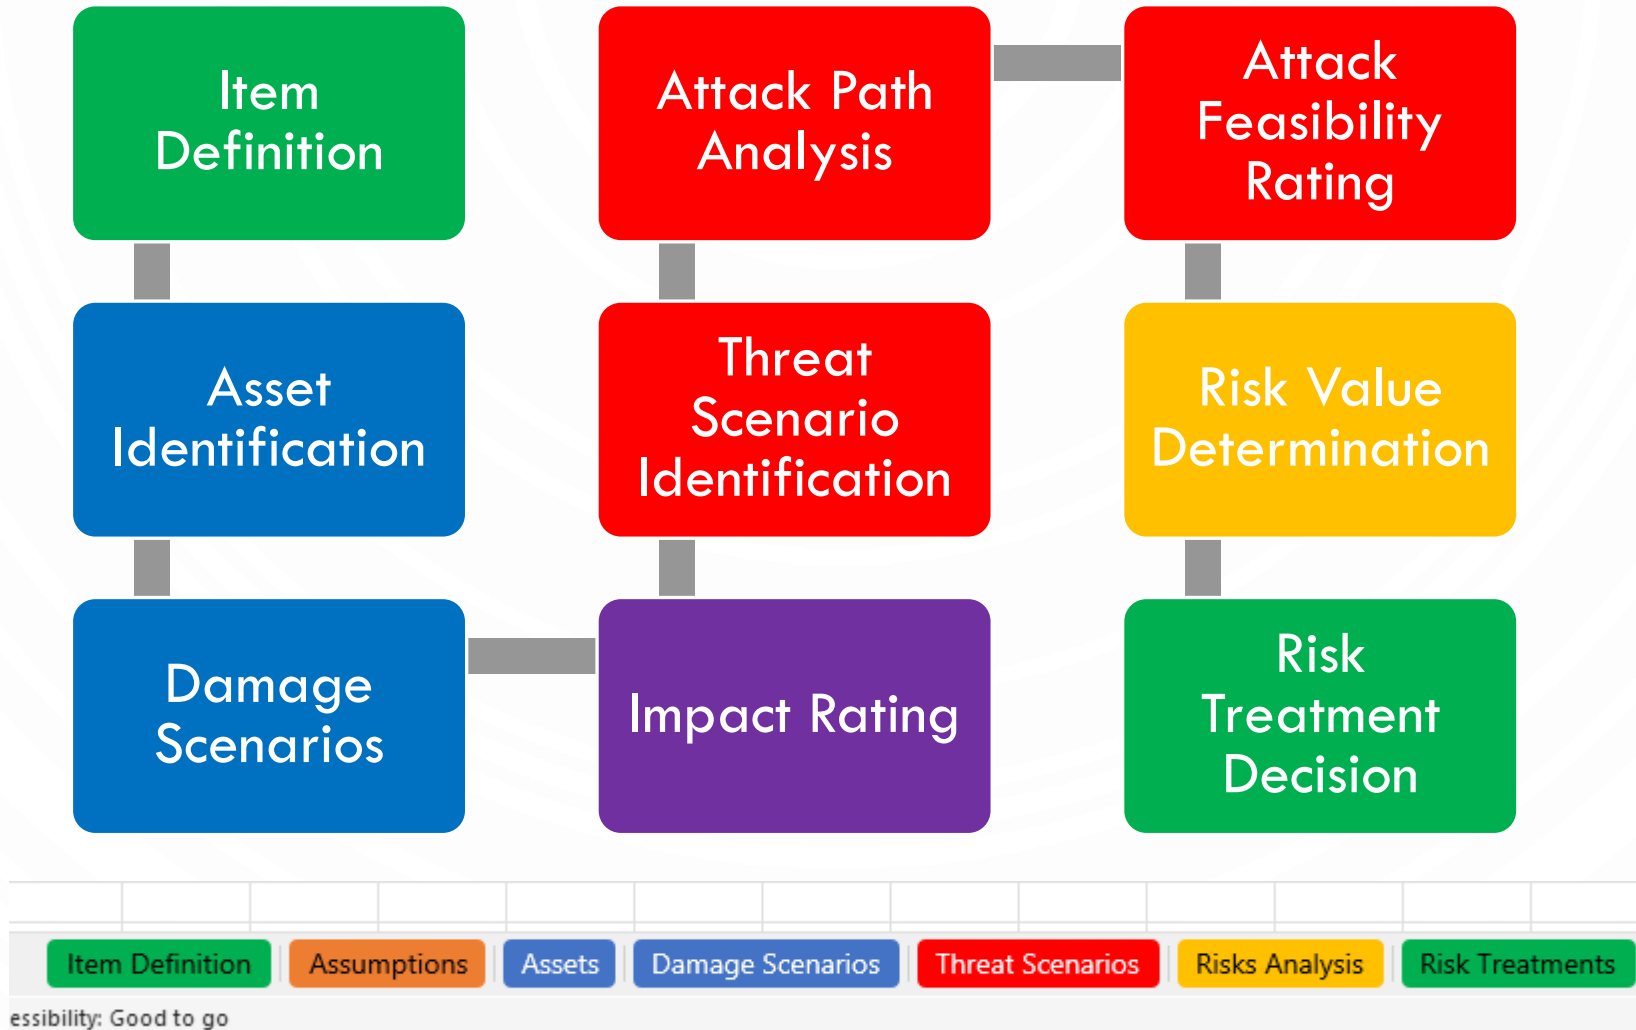 Item
Definition
Asset
Identification
Damage
Scenarios
Impact Rating
Threat
Scenario
Identification
Attack Path
Analysis
Attack
Feasibility
Rating
Risk Value
Determination
Risk
Treatment
Decision
Item Definition Assumptions Assets Damage Scenarios Threat Scenarios Risks Analysis Risk Treatments
essibility: Good to go